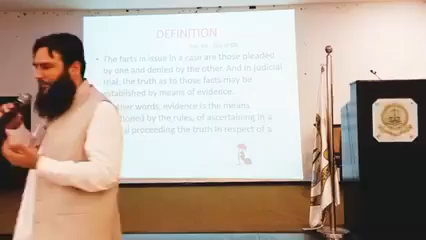 DEFINITION
The facts in issue in a case are those pleaded
by one and denied by the other. And in judicial
trial, the truth as to those facts may be
established by means of evidence.
other words, evidence is the means
by the rules, of ascertaining in a
proceeding the truth in respect of a